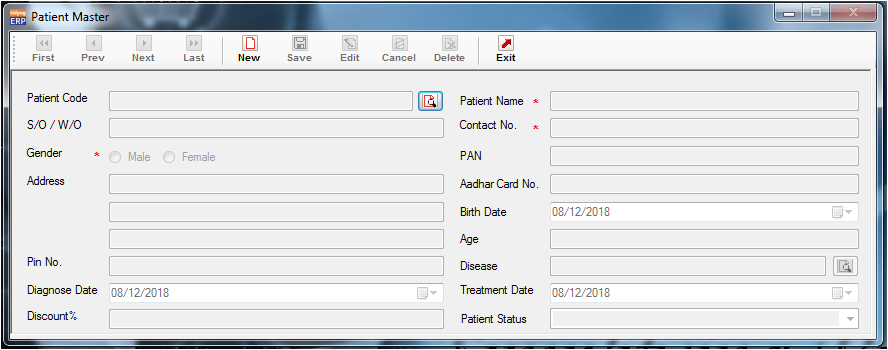 Udyog
ERP
Patient Master
First Prev Next Last New Save Edit Cancel Delete Exit
Patient Code
Patient Name *
S/O / W/O
Contact No. *
Gender * Male Female
PAN
Address
Aadhar Card No.
Birth Date 08/12/2018
Age
Pin No.
Disease
Diagnose Date 08/12/2018
Treatment Date 08/12/2018
Discount%
Patient Status